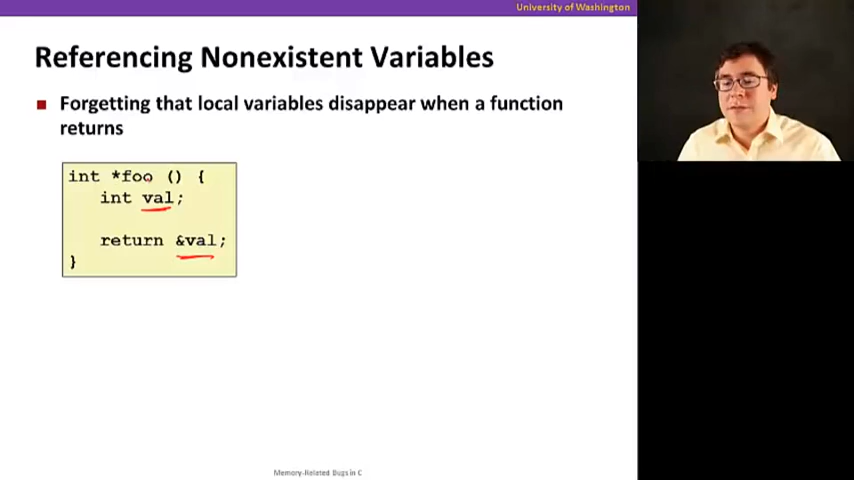 University of Washington
Referencing Nonexistent Variables
Forgetting that local variables disappear when a function
returns
int *foo () {
int val;
return &val;
}
Memory-Related Bugs in C